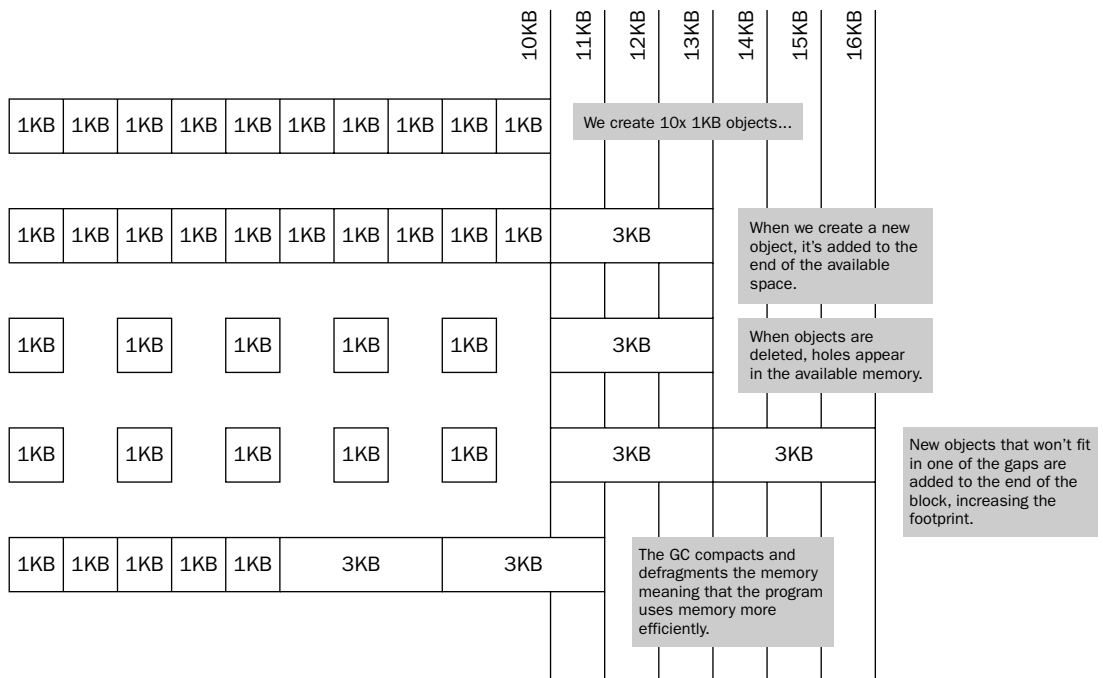 10KB 11KB 12KB 13KB 14KB 15KB 16KB
1KB 1KB 1KB 1KB 1KB 1KB 1KB 1KB 1KB 1KB
We create 10x 1KB objects...
1KB 1KB 1KB 1KB 1KB 1KB 1KB 1KB 1KB 1KB 3KB
When we create a new
object, it's added to the
end of the available
space.
1KB 1KB 1KB 1KB 1KB 3KB
When objects are
deleted, holes appear
in the available memory.
1KB 1KB 1KB 1KB 1KB 3KB 3KB
New objects that won't fit
in one of the gaps are
added to the end of the
block, increasing the
footprint.
1KB 1KB 1KB 1KB 1KB 3KB 3KB
The GC compacts and
defragments the memory
meaning that the program
uses memory more
efficiently.